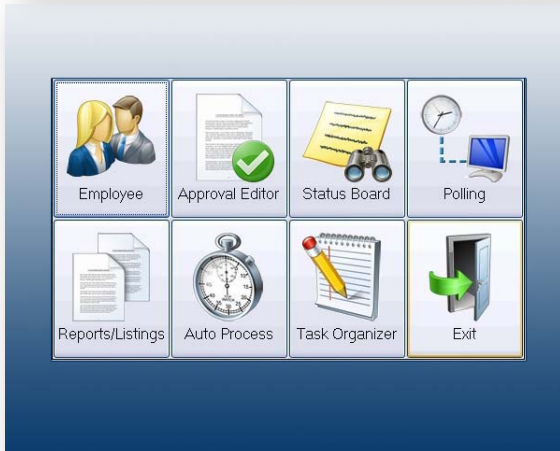 Employee
Approval Editor
Status Board
Polling
Reports/Listings
Auto Process
Task Organizer
Exit